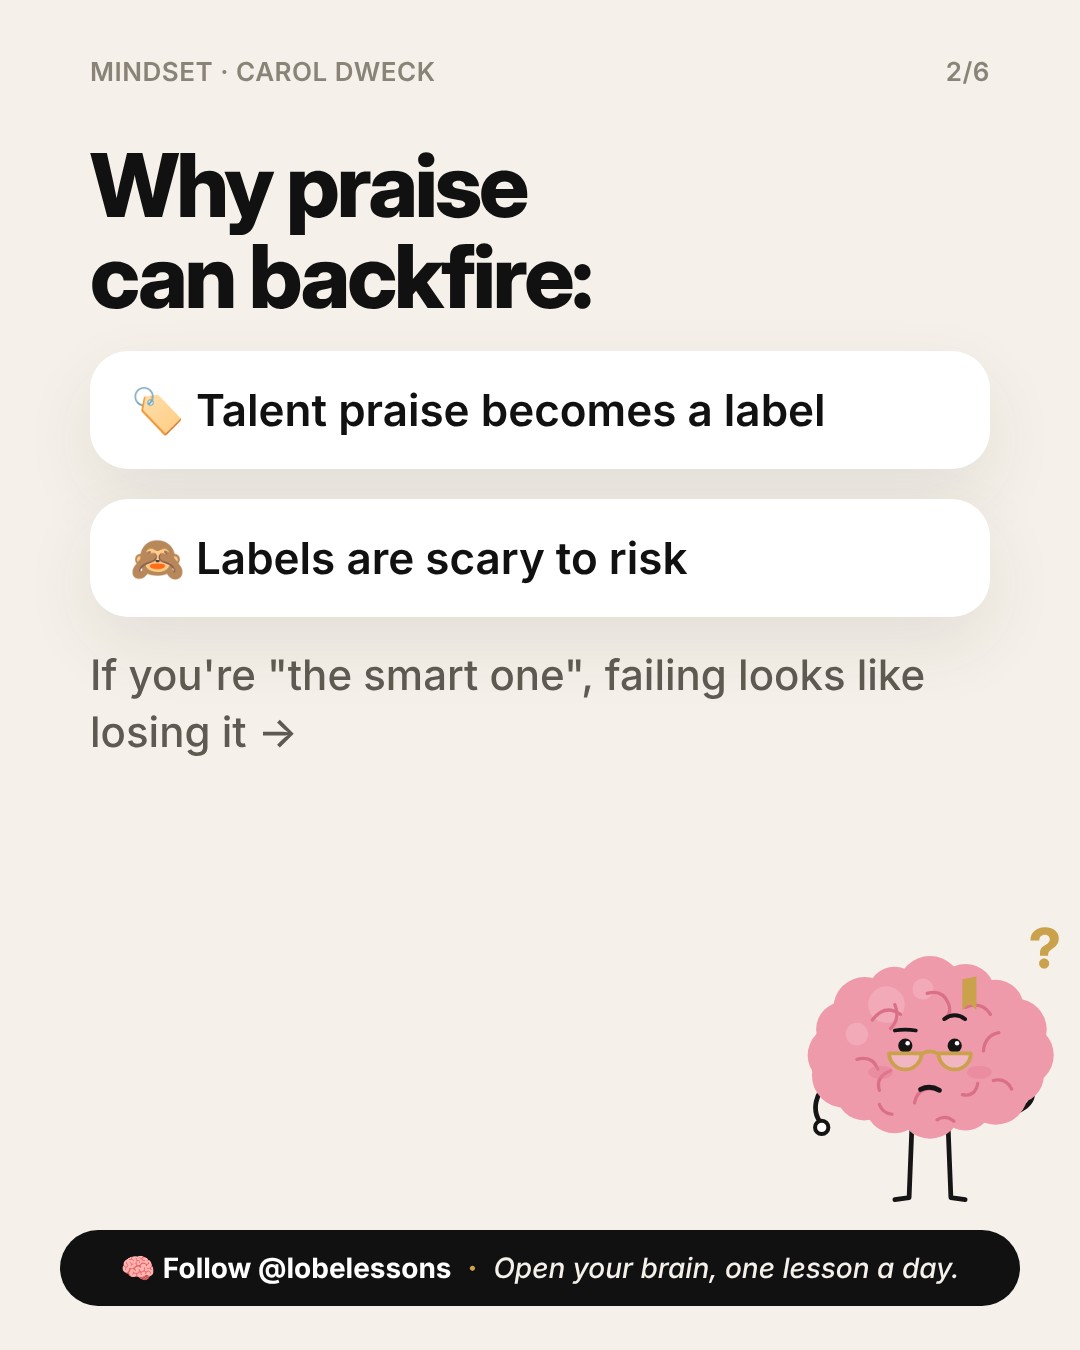 MINDSET · CAROL DWECK
2/6
Why praise
can backfire:
🏷️ Talent praise becomes a label
🙈 Labels are scary to risk
If you're "the smart one", failing looks like
losing it →
?
🧠 Follow @lobelessons · Open your brain, one lesson a day.